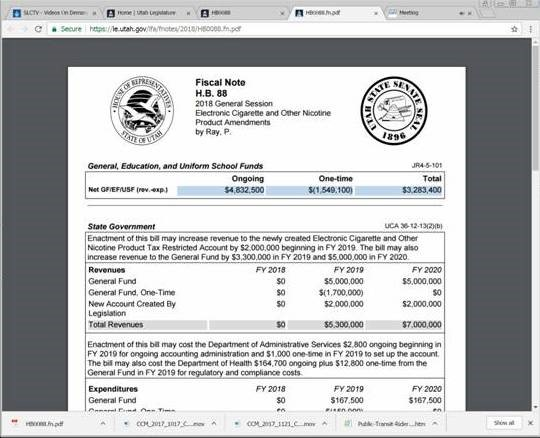 SLCTV - Videos On Deman
Home | Utah Legislature
HB0088
HB0088.fn.pdf
Meeting
Secure https://le.utah.gov/lfa/fnotes/2018/HB0088.fn.pdf
HOUSE OF REPRESENTATIVES
STATE OF UTAH
Fiscal Note
H.B. 88
2018 General Session
Electronic Cigarette and Other Nicotine
Product Amendments
by Ray, P.
UTAH STATE SENATE SEAL
1896
General, Education, and Uniform School Funds JR4-5-101
Ongoing One-time Total
Net GF/EF/USF (rev.-exp.) $4,832,500 $(1,549,100) $3,283,400
State Government UCA 36-12-13(2)(b)
Enactment of this bill may increase revenue to the newly created Electronic Cigarette and Other
Nicotine Product Tax Restricted Account by $2,000,000 beginning in FY 2019. The bill may also
increase revenue to the General Fund by $3,300,000 in FY 2019 and $5,000,000 in FY 2020.
Revenues FY 2018 FY 2019 FY 2020
General Fund $0 $5,000,000 $5,000,000
General Fund, One-Time $0 $(1,700,000) $0
New Account Created By $0 $2,000,000 $2,000,000
Legislation
Total Revenues $0 $5,300,000 $7,000,000
Enactment of this bill may cost the Department of Administrative Services $2,800 ongoing beginning in
FY 2019 for ongoing accounting administration and $1,000 one-time in FY 2019 to set up the account.
The bill may also cost the Department of Health $164,700 ongoing plus $12,800 one-time from the
General Fund in FY 2019 for regulatory and compliance costs.
Expenditures FY 2018 FY 2019 FY 2020
General Fund $0 $167,500 $167,500
General Fund, One-Time
HB0088.fn.pdf
CCM_2017_1017_C....mov
CCM_2017_1121_C....mov
Public-Transit-Rider....htm
Show all